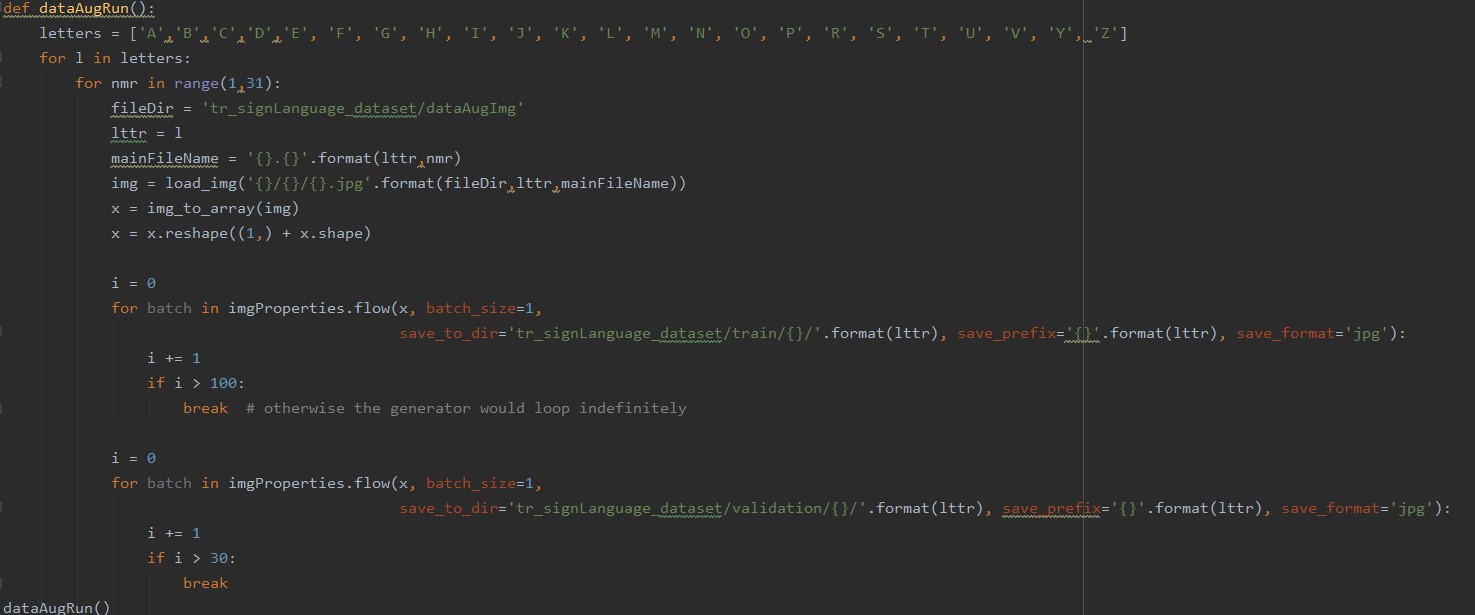 def dataAugRun():
    letters = ['A','B','C','D','E', 'F', 'G', 'H', 'I', 'J', 'K', 'L', 'M', 'N', 'O', 'P', 'R', 'S', 'T', 'U', 'V', 'Y', 'Z']
    for l in letters:
        for nmr in range(1,31):
            fileDir = 'tr_signLanguage_dataset/dataAugImg'
            lttr = l
            mainFileName = '{}.{}'.format(lttr,nmr)
            img = load_img('{}/{}/{}.jpg'.format(fileDir,lttr,mainFileName))
            x = img_to_array(img)
            x = x.reshape((1,) + x.shape)
            i = 0
            for batch in imgProperties.flow(x, batch_size=1,
                                            save_to_dir='tr_signLanguage_dataset/train/{}/'.format(lttr), save_prefix='{}'.format(lttr), save_format='jpg'):
                i += 1
                if i > 100:
                    break  # otherwise the generator would loop indefinitely
            i = 0
            for batch in imgProperties.flow(x, batch_size=1,
                                            save_to_dir='tr_signLanguage_dataset/validation/{}/'.format(lttr), save_prefix='{}'.format(lttr), save_format='jpg'):
                i += 1
                if i > 30:
                    break
dataAugRun()